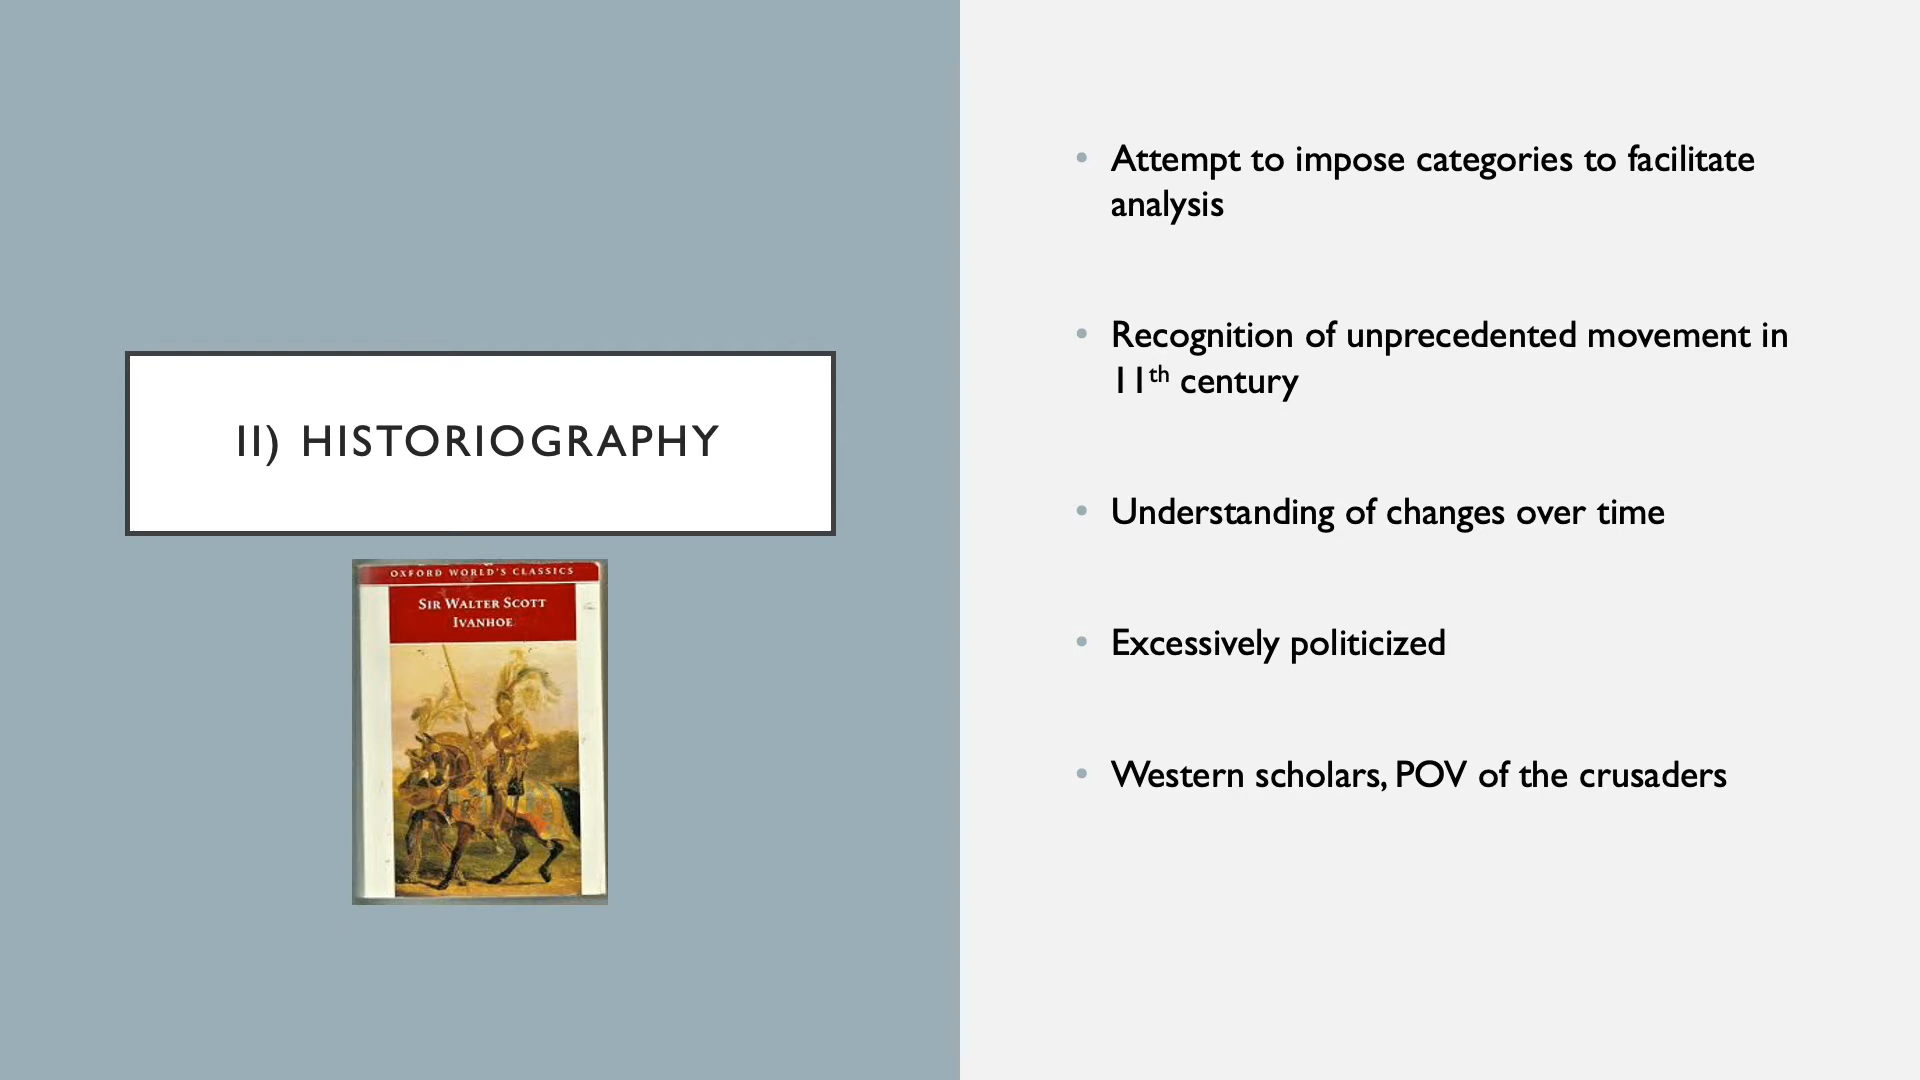 II) HISTORIOGRAPHY
OXFORD WORLD'S CLASSICS
SIR WALTER SCOTT
IVANHOE
• Attempt to impose categories to facilitate
analysis
• Recognition of unprecedented movement in
11th century
• Understanding of changes over time
• Excessively politicized
• Western scholars, POV of the crusaders